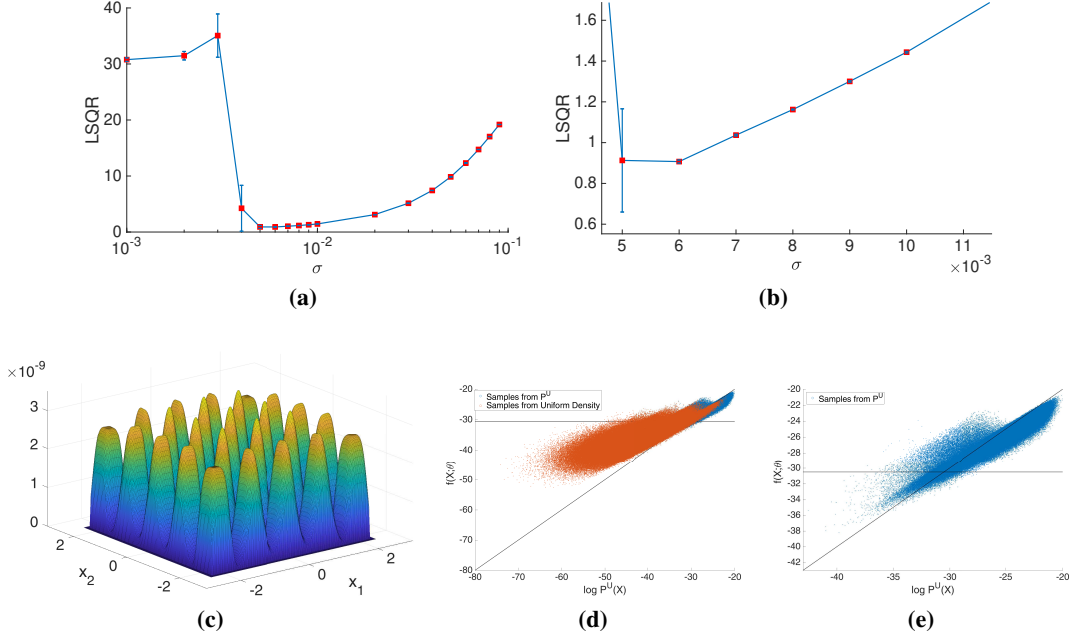 40
30
20
10
0
LSQR
10-3
10-2
10-1
σ
(a)
1.6
1.4
1.2
1
0.8
0.6
LSQR
5 6 7 8 9 10 11
σ
×10-3
(b)
×10-9
3
2
1
0
2
0
-2
x2
-2
0
2
x1
(c)
-20
-30
-40
-50
-60
-70
-80
f(X;θ)
Samples from PU
Samples from Uniform Density
-80 -70 -60 -50 -40 -30 -20
log PU(X)
(d)
-22
-24
-26
-28
-30
-32
-34
-36
-38
-40
-42
f(X;θ)
Samples from PU
-40 -35 -30 -25 -20
log PU(X)
(e)